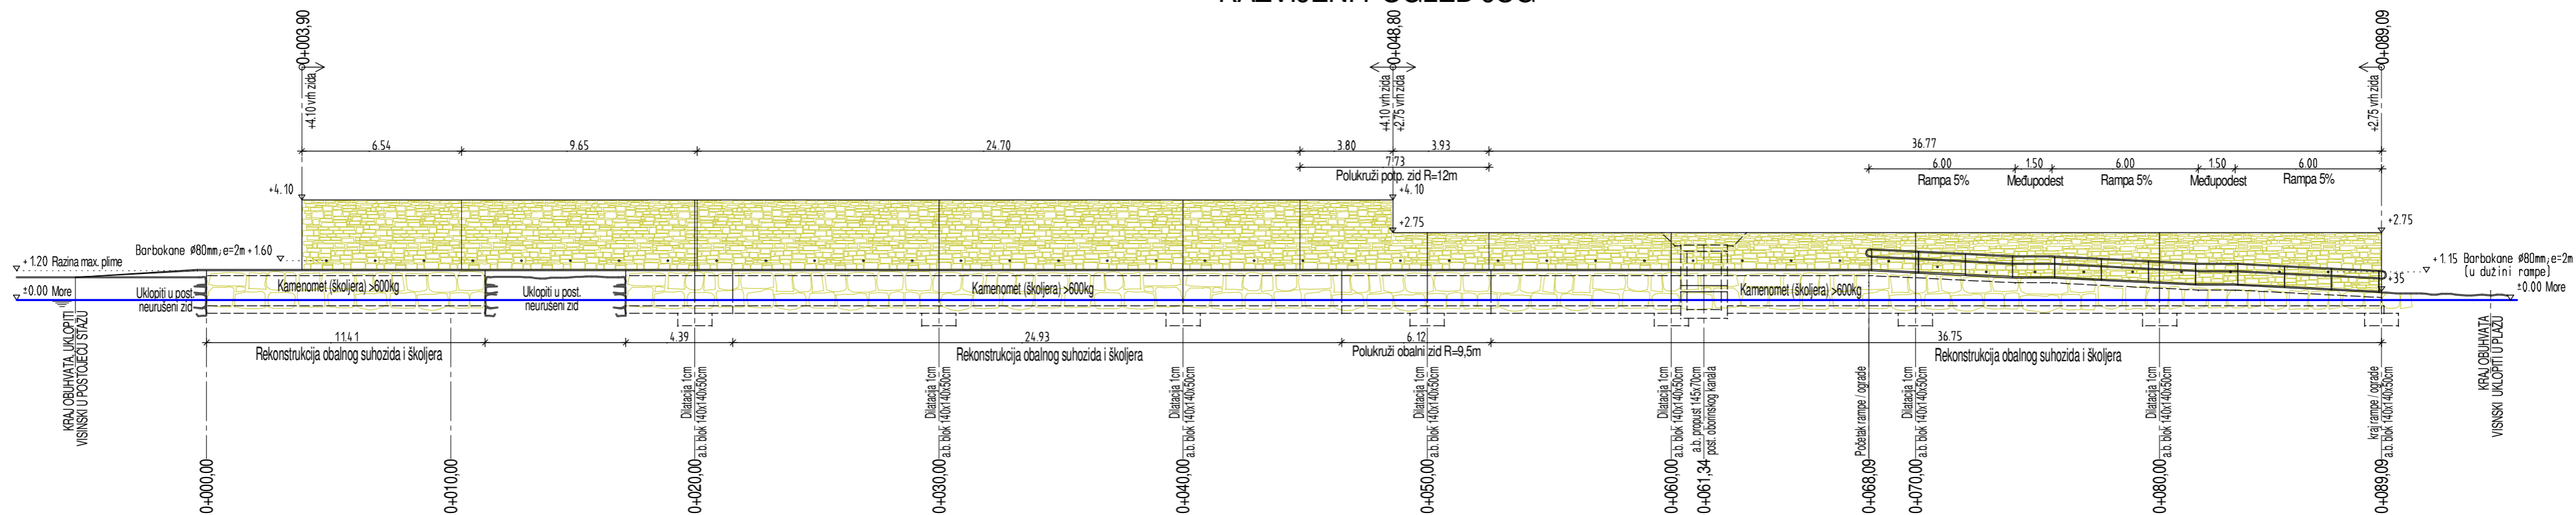 0+003,90
0+048,80
0+089,09
+4.10 vrh zida
+4.10 vrh zida
+2.75 vrh zida
+2.75 vrh zida
6.54
9.65
24.70
3.80
3.93
36.77
7.73
Polukruži potp. zid R=12m
6.00
1.50
6.00
1.50
6.00
Rampa 5%
Međupodest
Rampa 5%
Međupodest
Rampa 5%
+4.10
+4.10
+2.75
+2.75
Barbokane Ø80mm; e=2m +1.60
+1.20 Razina max. plime
±0.00 More
Uklopiti u post.
neurušeni zid
Kamenomet (školjera) >600kg
Uklopiti u post.
neurušeni zid
Kamenomet (školjera) >600kg
Kamenomet (školjera) >600kg
+35
+1.15 Barbokane Ø80mm; e=2m
(u dužini rampe)
±0.00 More
11.41
4.39
24.93
6.12
36.75
Rekonstrukcija obalnog suhozida i školjera
Rekonstrukcija obalnog suhozida i školjera
Polukruži obalni zid R=9,5m
Rekonstrukcija obalnog suhozida i školjera
KRAJ OBUHVATA, UKLOPITI
VISINSKI U POSTOJEĆU STAZU
0+000,00
0+010,00
Dilatacija 1cm
0+020,00 a.b. blok 140x140x50cm
Dilatacija 1cm
0+030,00 a.b. blok 140x140x50cm
Dilatacija 1cm
0+040,00 a.b. blok 140x140x50cm
Dilatacija 1cm
0+050,00 a.b. blok 140x140x50cm
Dilatacija 1cm
0+060,00 a.b. blok 140x140x50cm
a.b. propust 145x70cm
0+061,34 post. oborinskog kanala
Početak rampe / ograde
0+068,09
Dilatacija 1cm
0+070,00 a.b. blok 140x140x50cm
Dilatacija 1cm
0+080,00 a.b. blok 140x140x50cm
kraj rampe / ograde
0+089,09 a.b. blok 140x140x50cm
KRAJ OBUHVATA
VISINSKI UKLOPITI U PLAŽU